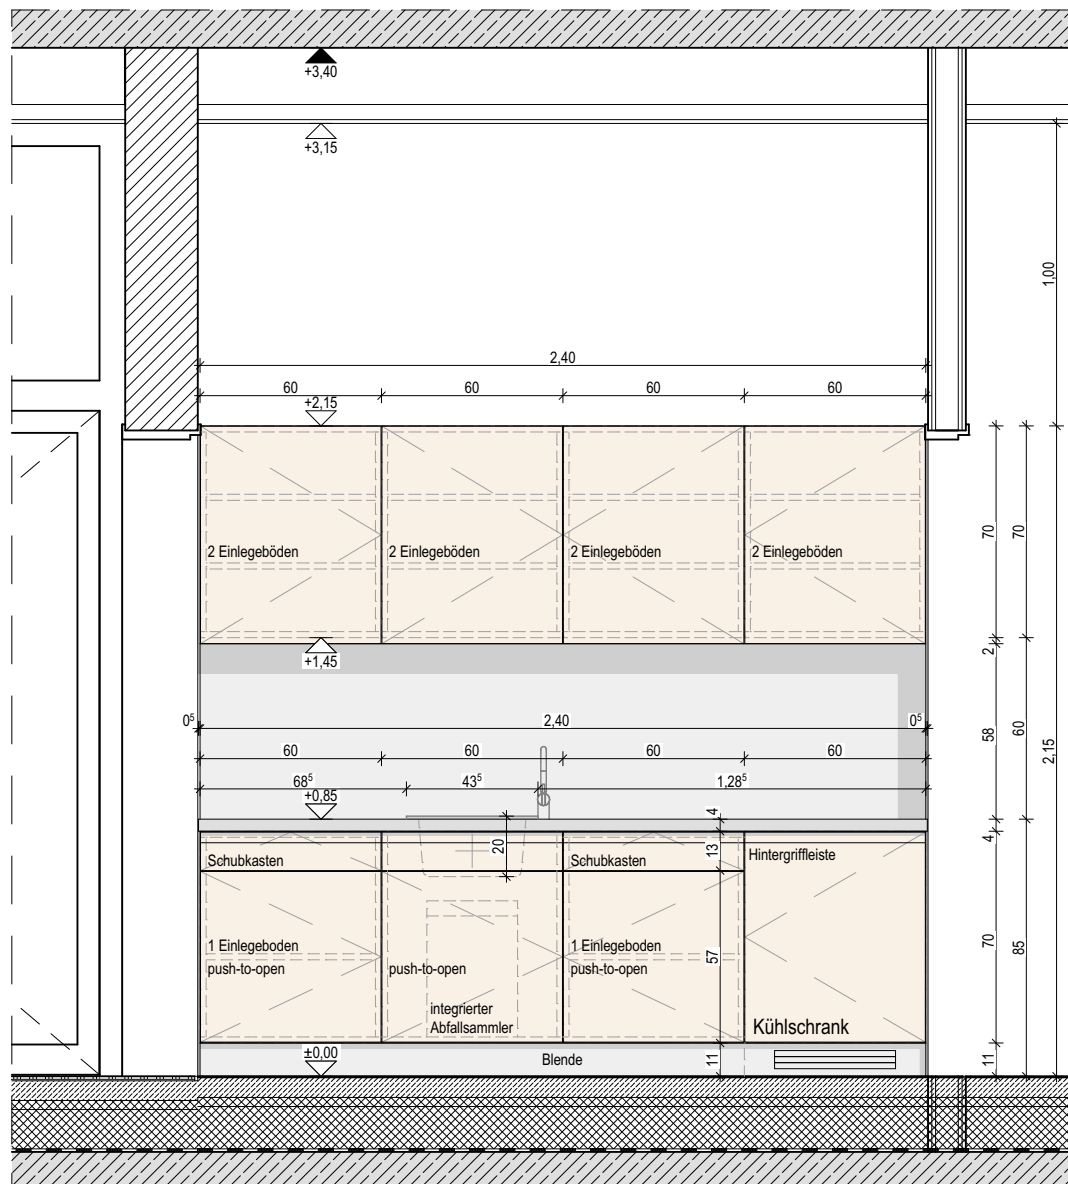 +3,40
+3,15
1,00
2,40
60 60 60 60
+2,15
70 70
2 Einlegeböden 2 Einlegeböden 2 Einlegeböden 2 Einlegeböden
+1,45
2
0⁵ 2,40 0⁵
58 60 2,15
60 60 60 60
68⁵ 43⁵ 1,28⁵
+0,85
4 4
20 13
Schubkasten Schubkasten Hintergriffleiste
1 Einlegeboden 1 Einlegeboden
push-to-open push-to-open push-to-open
57 70 85
integrierter
Abfallsammler
Kühlschrank
±0,00
Blende
11 11